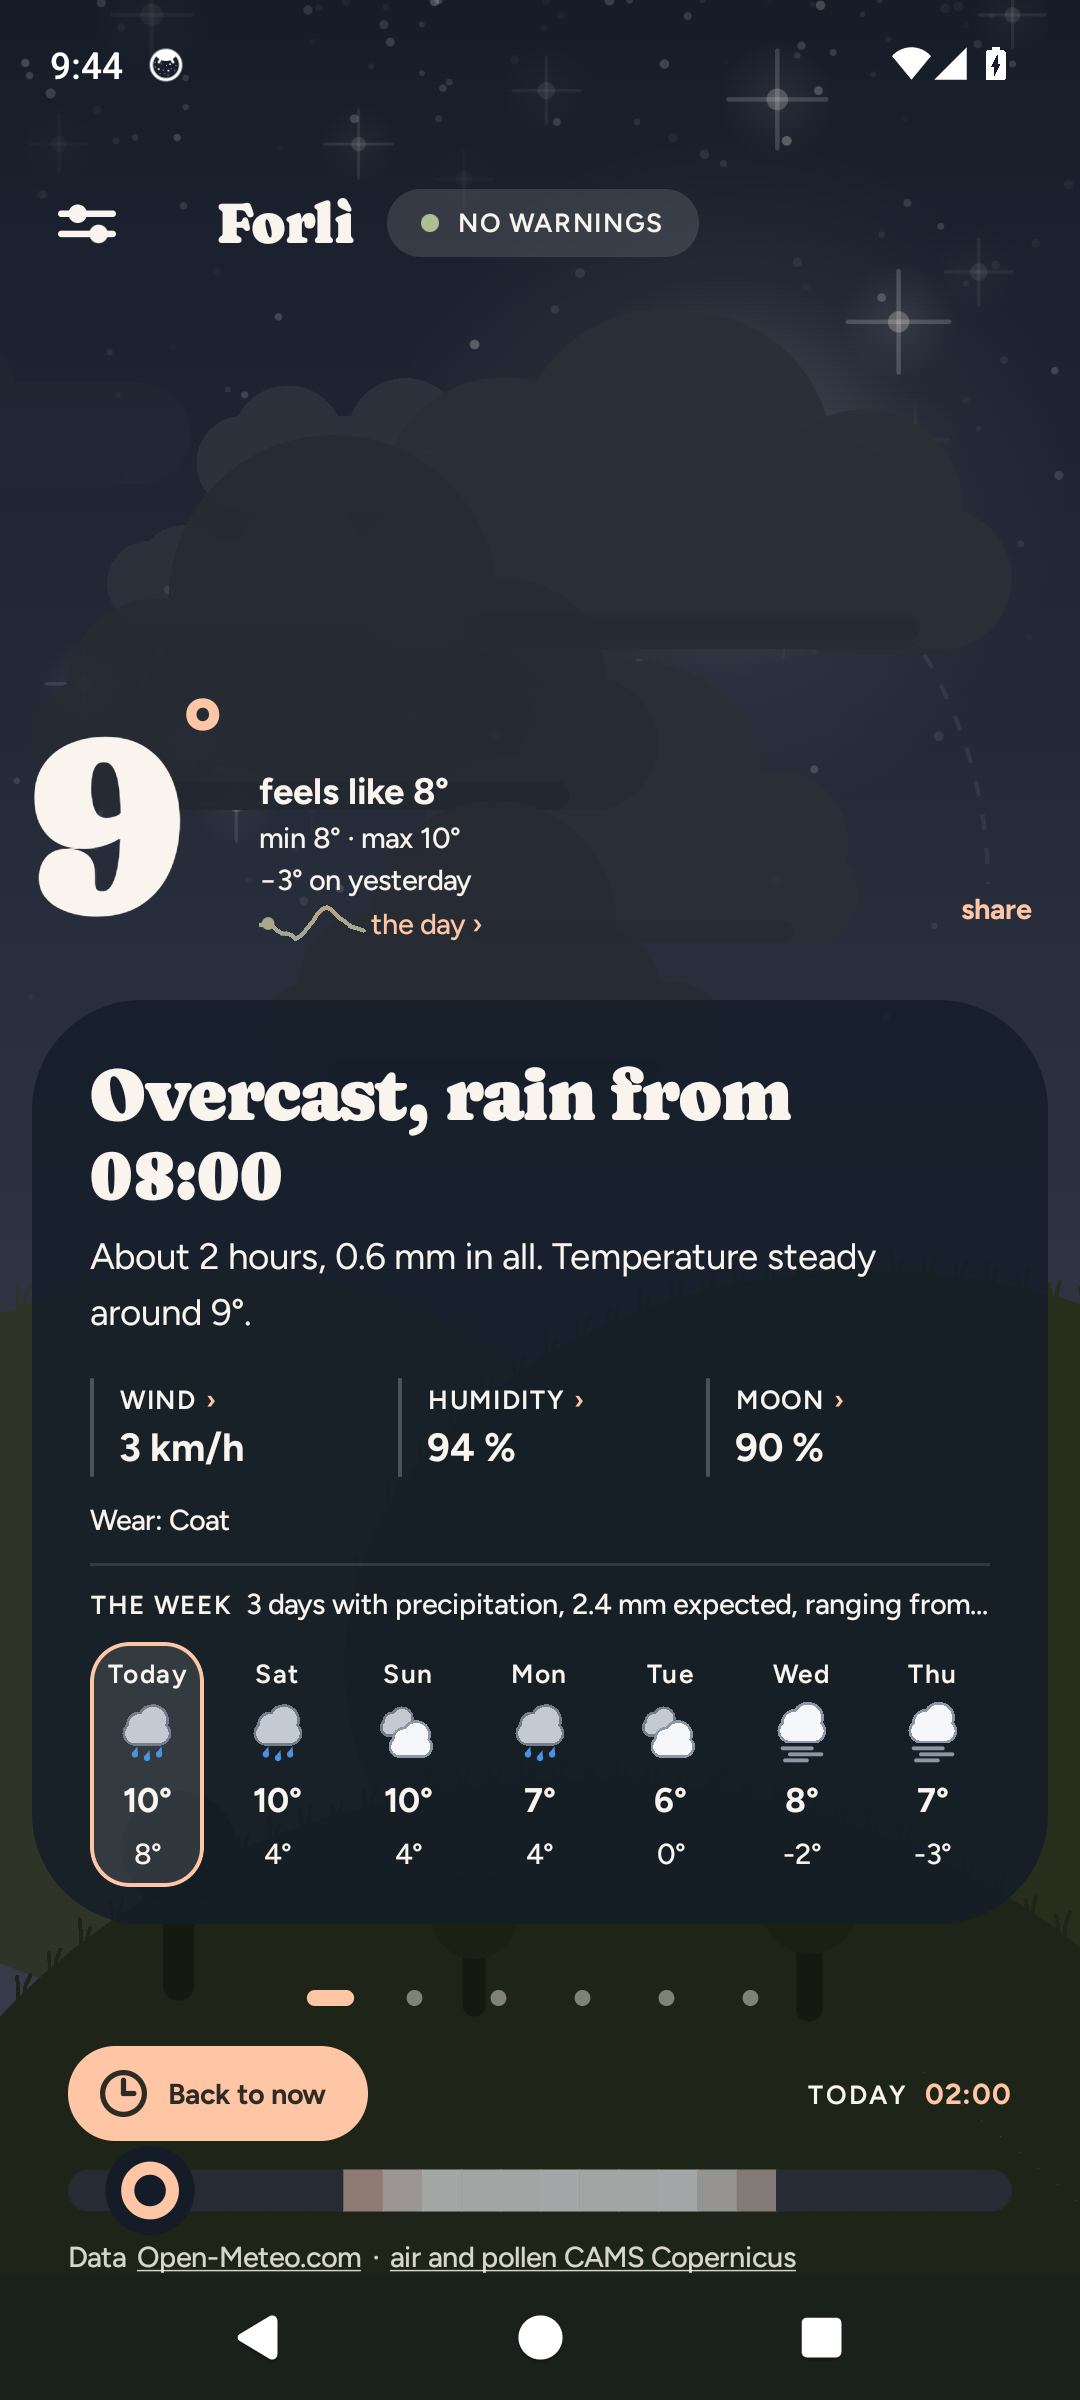 9:44
Forlì
NO WARNINGS
9°
feels like 8°
min 8° · max 10°
−3° on yesterday
the day ›
share
Overcast, rain from
08:00
About 2 hours, 0.6 mm in all. Temperature steady
around 9°.
WIND › HUMIDITY › MOON ›
3 km/h 94 % 90 %
Wear: Coat
THE WEEK 3 days with precipitation, 2.4 mm expected, ranging from...
Today Sat Sun Mon Tue Wed Thu
10° 10° 10° 7° 6° 8° 7°
8° 4° 4° 4° 0° -2° -3°
Back to now
TODAY 02:00
Data Open-Meteo.com · air and pollen CAMS Copernicus